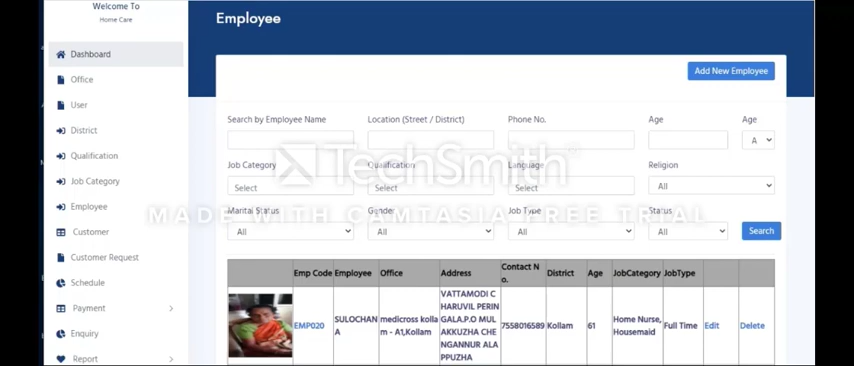 Welcome To
Home Care
Dashboard
Office
User
District
Qualification
Job Category
Employee
Customer
Customer Request
Schedule
Payment
Enquiry
Report
Employee
Add New Employee
Search by Employee Name Location (Street / District) Phone No. Age Age
A
Job Category Qualification Language Religion
Select Select Select All
TechSmith
MADE WITH CAMTASIA FREE TRIAL
Marital Status Gender Job Type Status
All All All All Search
Emp Code Employee Office Address Contact N District Age JobCategory JobType
o.
VATTAMODI C
HARUVIL PERIN
SULOCHAN medicross kolla GALA.P.O MUL Home Nurse,
EMP020 7558016589 Kollam 61 Full Time Edit Delete
A m - A1,Kollam AKKUZHA CHE Housemaid
NGANNUR ALA
PPUZHA